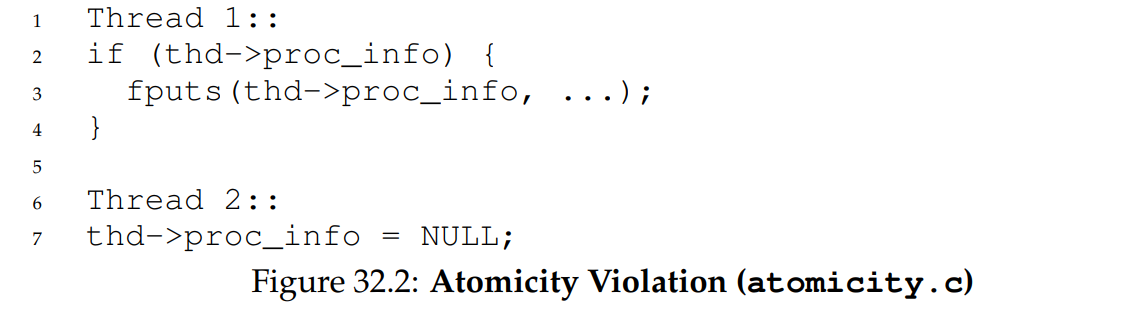 1 Thread 1::
2 if (thd->proc_info) {
3 fputs(thd->proc_info, ...);
4 }
5
6 Thread 2::
7 thd->proc_info = NULL;
Figure 32.2: Atomicity Violation (atomicity.c)